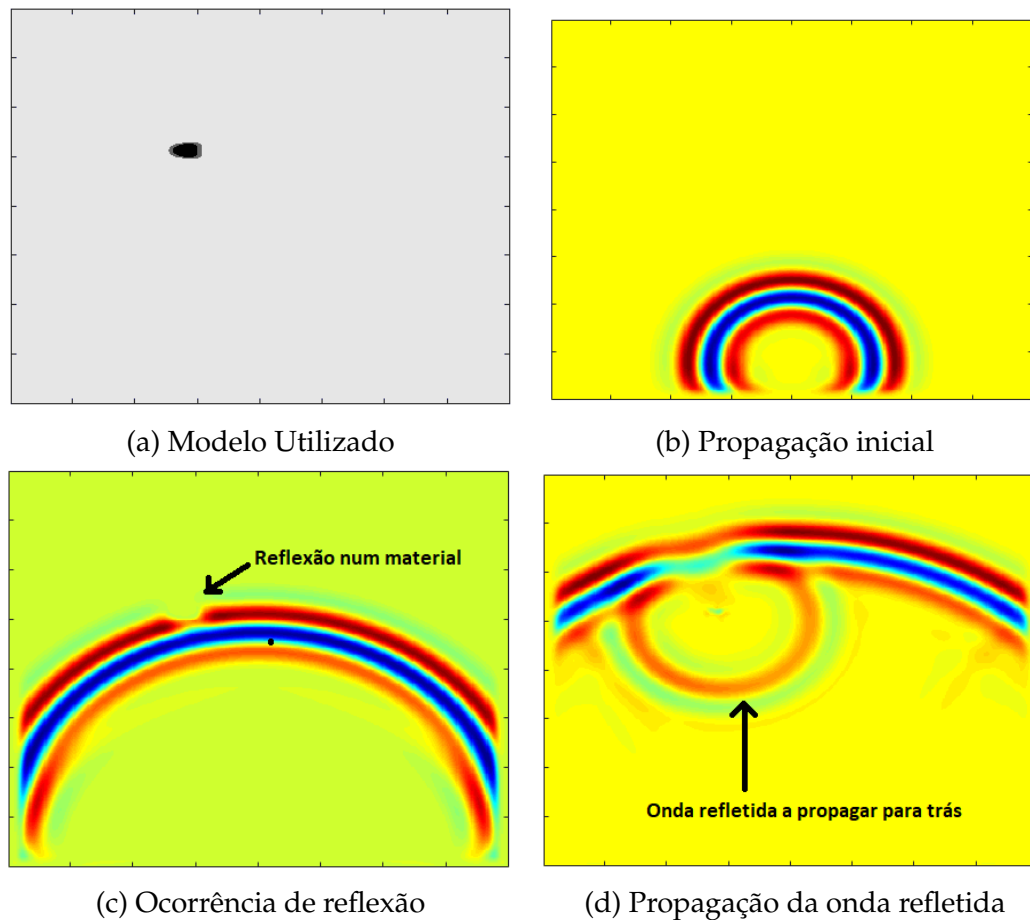 (a) Modelo Utilizado
(b) Propagação inicial
Reflexão num material
Onda refletida a propagar para trás
(c) Ocorrência de reflexão
(d) Propagação da onda refletida